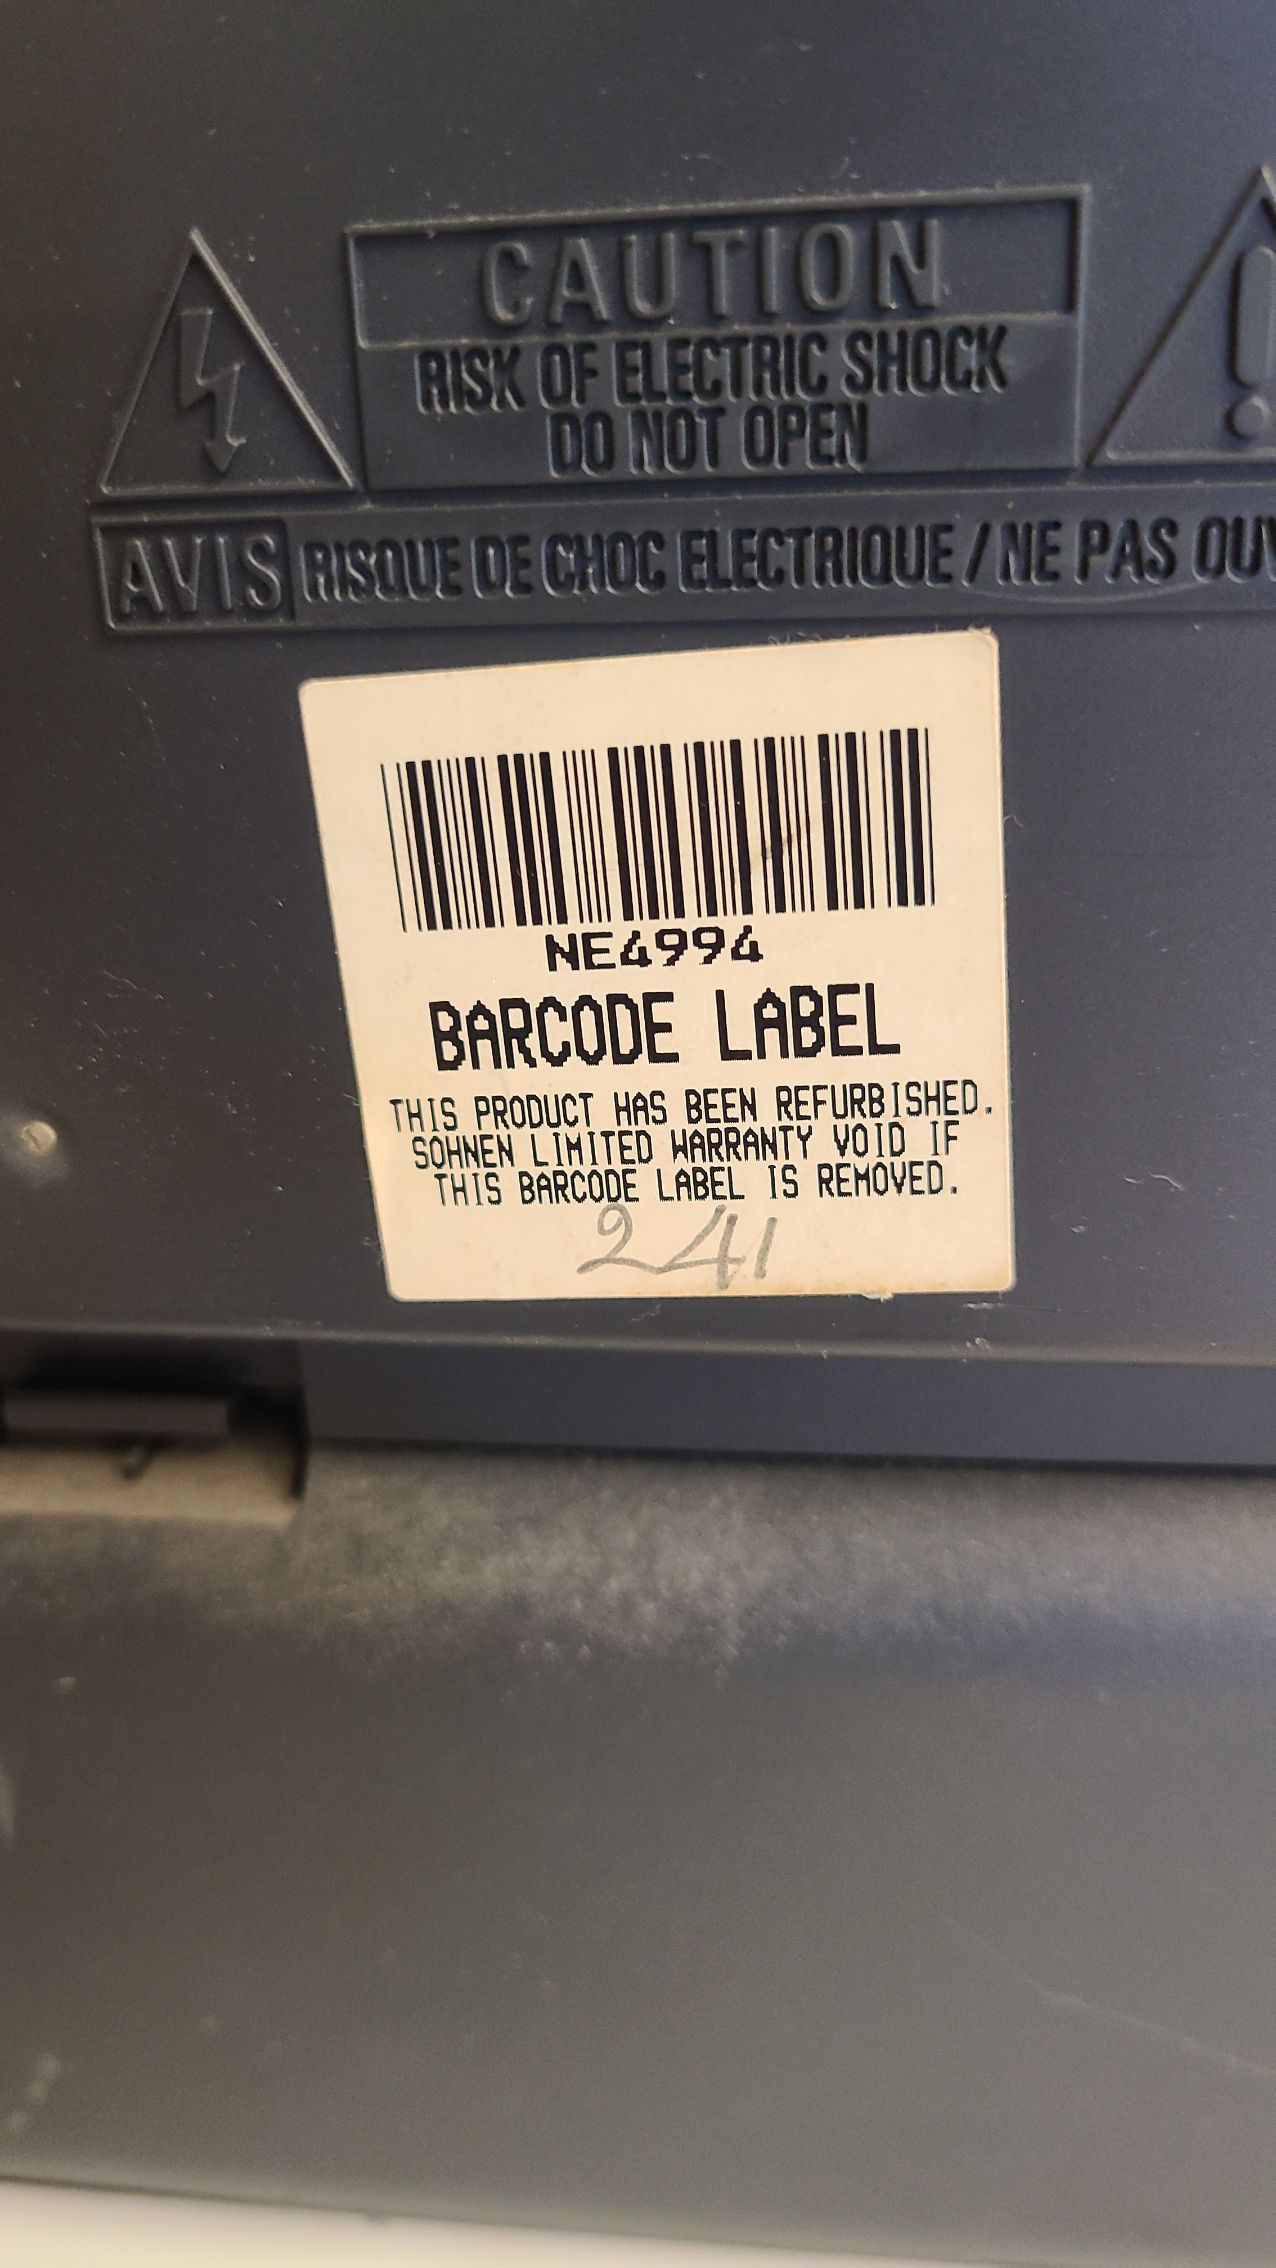 CAUTION
RISK OF ELECTRIC SHOCK
DO NOT OPEN
AVIS RISQUE DE CHOC ELECTRIQUE / NE PAS OUV
NE4994
BARCODE LABEL
THIS PRODUCT HAS BEEN REFURBISHED.
SOHNEN LIMITED WARRANTY VOID IF
THIS BARCODE LABEL IS REMOVED.
241